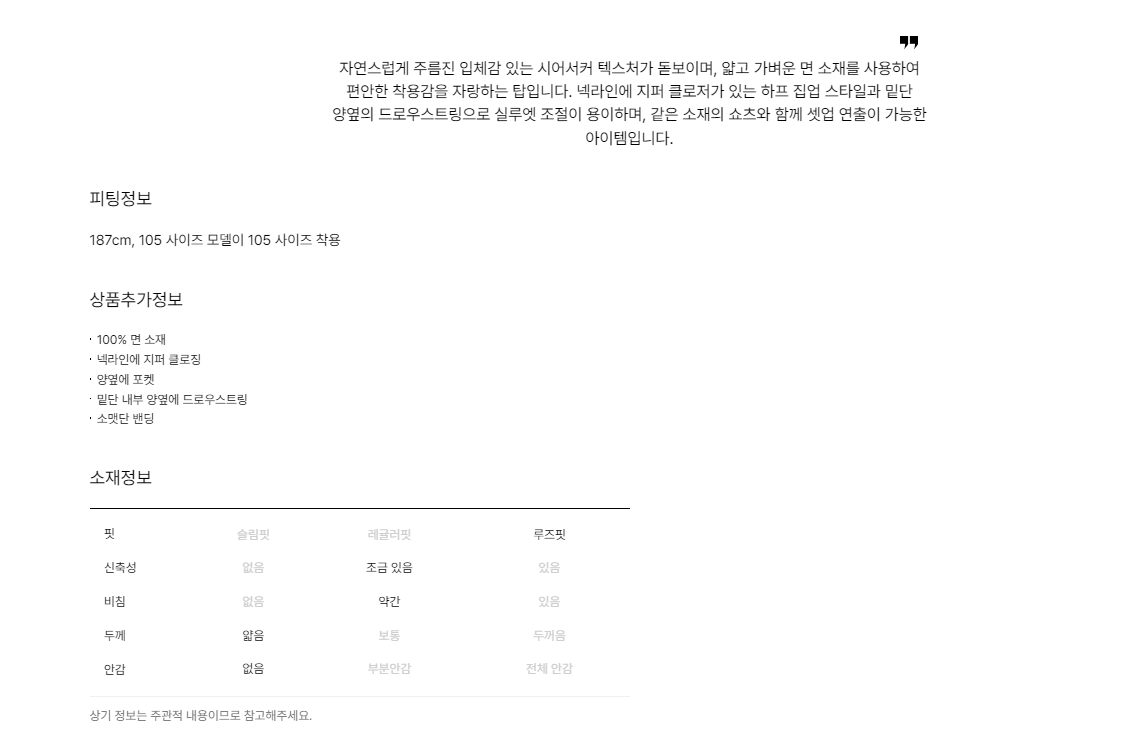 ❞
자연스럽게 주름진 입체감 있는 시어서커 텍스처가 돋보이며, 얇고 가벼운 면 소재를 사용하여
편안한 착용감을 자랑하는 탑입니다. 넥라인에 지퍼 클로저가 있는 하프 집업 스타일과 밑단
양옆의 드로우스트링으로 실루엣 조절이 용이하며, 같은 소재의 쇼츠와 함께 셋업 연출이 가능한
아이템입니다.
피팅정보
187cm, 105 사이즈 모델이 105 사이즈 착용
상품추가정보
· 100% 면 소재
· 넥라인에 지퍼 클로징
· 양옆에 포켓
· 밑단 내부 양옆에 드로우스트링
· 소맷단 밴딩
소재정보
핏 슬림핏 레귤러핏 루즈핏
신축성 없음 조금 있음 있음
비침 없음 약간 있음
두께 얇음 보통 두꺼움
안감 없음 부분안감 전체 안감
상기 정보는 주관적 내용이므로 참고해주세요.